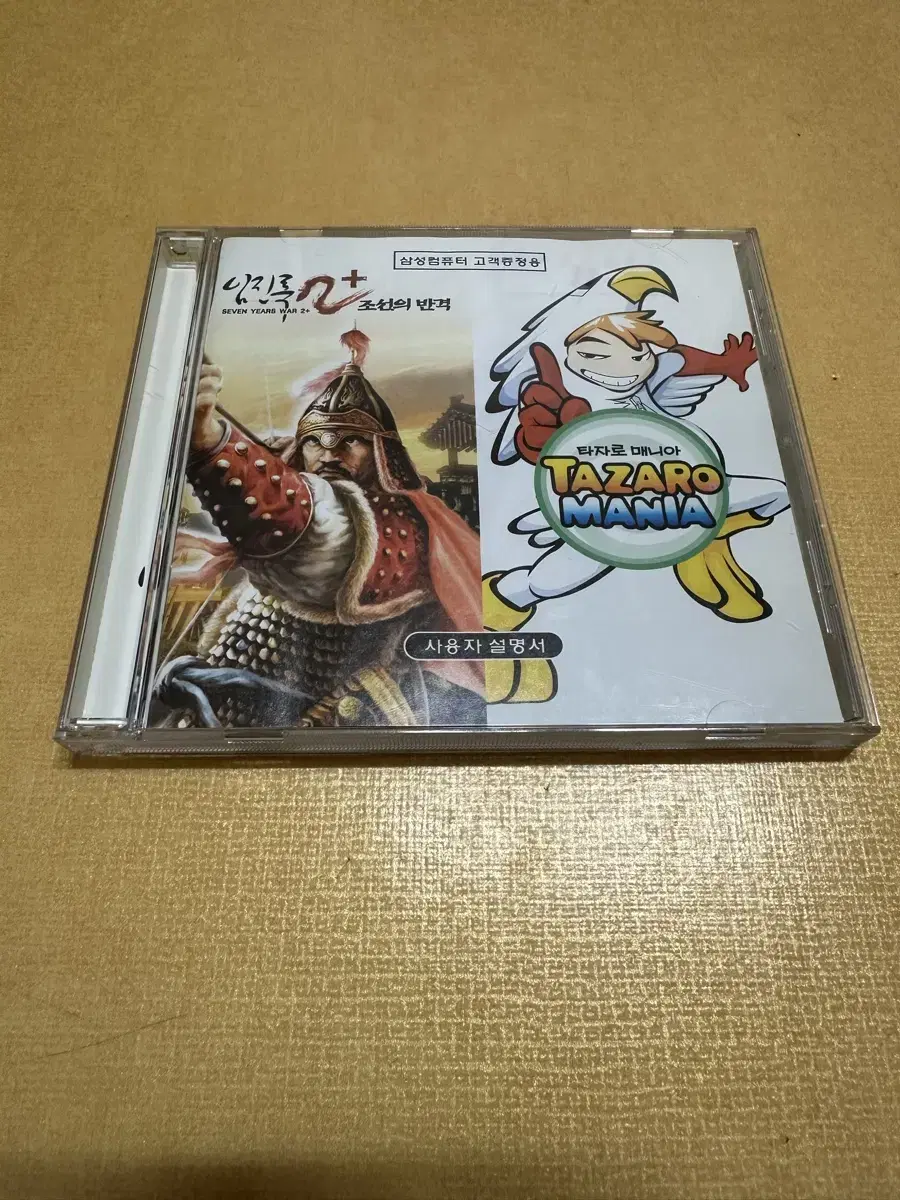 삼성컴퓨터 고객증정용
임진록 2+
SEVEN YEARS WAR 2+
조선의 반격
타자로 매니아
TAZARO
MANIA
사용자 설명서